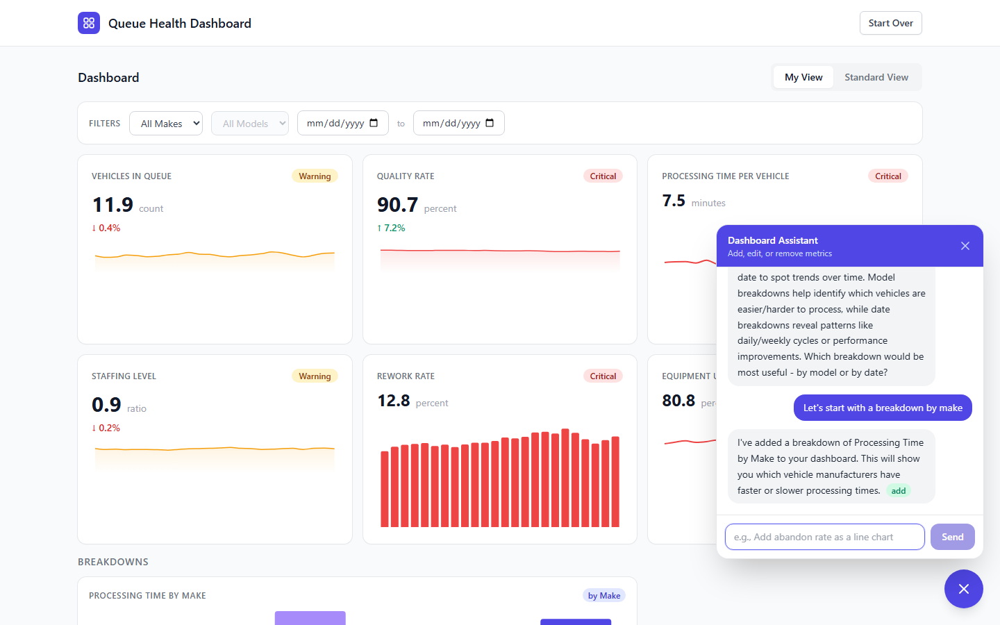 Queue Health Dashboard
Start Over
Dashboard
My View
Standard View
FILTERS
All Makes
All Models
mm/dd/yyyy
to
mm/dd/yyyy
VEHICLES IN QUEUE
Warning
11.9 count
↓ 0.4%
QUALITY RATE
Critical
90.7 percent
↑ 7.2%
PROCESSING TIME PER VEHICLE
Critical
7.5 minutes
STAFFING LEVEL
Warning
0.9 ratio
↓ 0.2%
REWORK RATE
Critical
12.8 percent
EQUIPMENT
80.8
BREAKDOWNS
PROCESSING TIME BY MAKE
by Make
Dashboard Assistant
Add, edit, or remove metrics
date to spot trends over time. Model
breakdowns help identify which vehicles are
easier/harder to process, while date
breakdowns reveal patterns like
daily/weekly cycles or performance
improvements. Which breakdown would be
most useful - by model or by date?
Let's start with a breakdown by make
I've added a breakdown of Processing Time
by Make to your dashboard. This will show
you which vehicle manufacturers have
faster or slower processing times. add
e.g., Add abandon rate as a line chart
Send